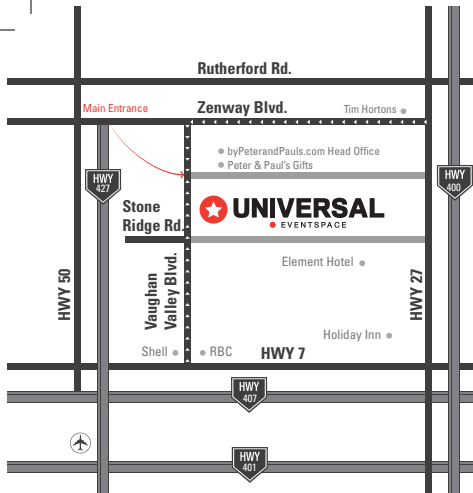 Rutherford Rd.
Main Entrance
Zenway Blvd.
Tim Hortons
byPeterandPauls.com Head Office
Peter & Paul's Gifts
HWY
427
HWY
400
Stone
Ridge Rd.
UNIVERSAL
EVENTSPACE
Element Hotel
HWY 50
Vaughan
Valley Blvd.
HWY 27
Holiday Inn
Shell
RBC
HWY 7
HWY
407
HWY
401